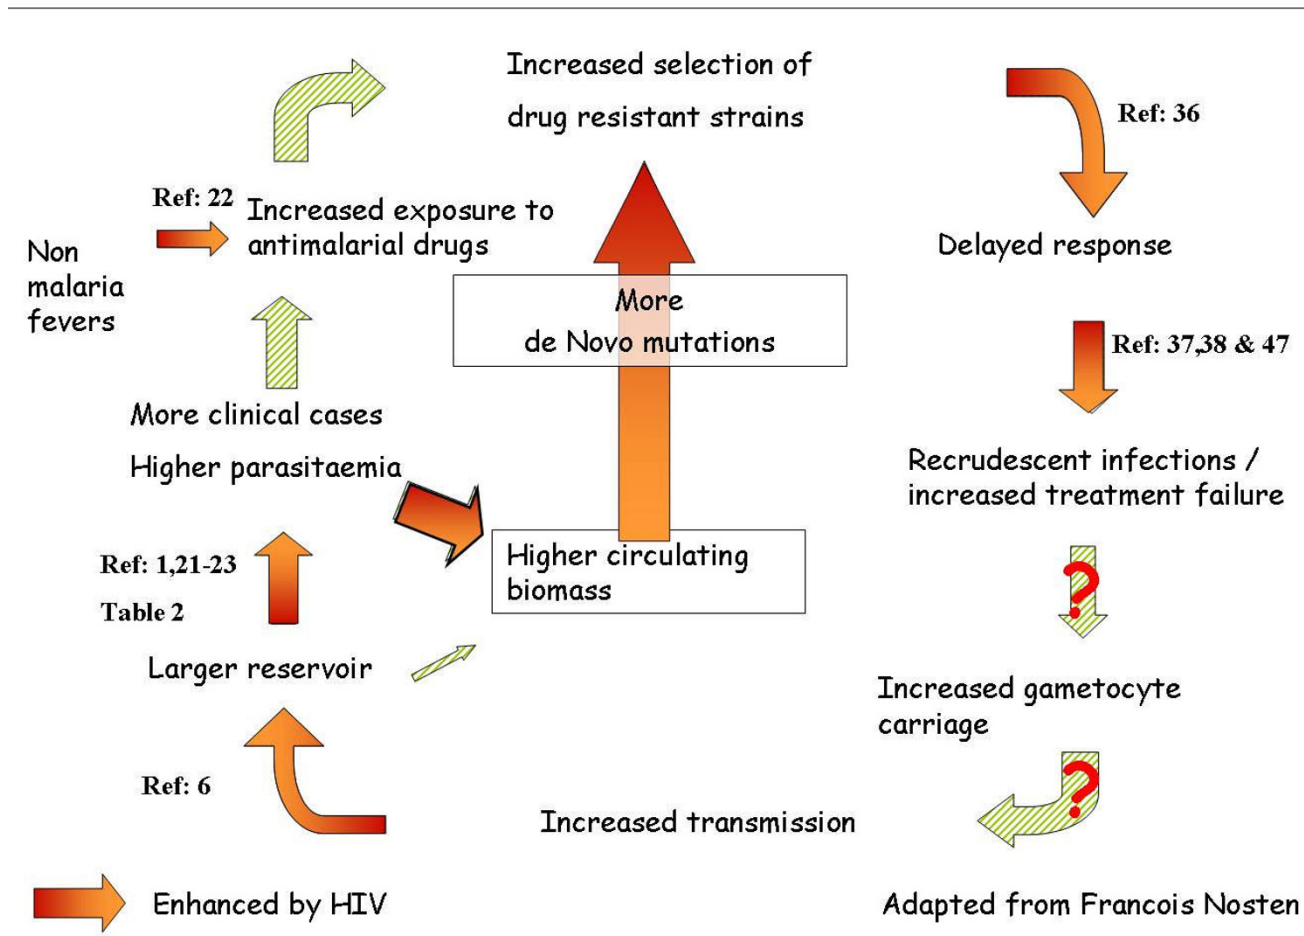 Increased selection of
drug resistant strains
Ref: 36
Ref: 22
Increased exposure to
antimalarial drugs
Non
malaria
fevers
Delayed response
More
de Novo mutations
Ref: 37,38 & 47
More clinical cases
Higher parasitaemia
Recrudescent infections /
increased treatment failure
Ref: 1,21-23
Table 2
Higher circulating
biomass
?
Larger reservoir
Increased gametocyte
carriage
?
Ref: 6
Increased transmission
Enhanced by HIV
Adapted from Francois Nosten